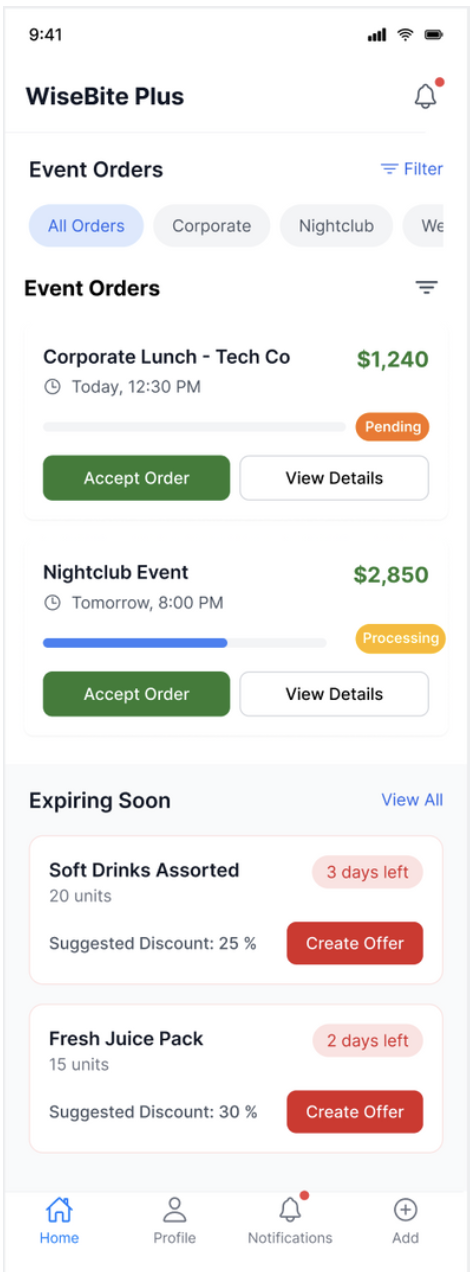 9:41
WiseBite Plus
Event Orders
Filter
All Orders Corporate Nightclub We
Event Orders
Corporate Lunch - Tech Co $1,240
Today, 12:30 PM
Pending
Accept Order View Details
Nightclub Event $2,850
Tomorrow, 8:00 PM
Processing
Accept Order View Details
Expiring Soon View All
Soft Drinks Assorted 3 days left
20 units
Suggested Discount: 25 % Create Offer
Fresh Juice Pack 2 days left
15 units
Suggested Discount: 30 % Create Offer
Home Profile Notifications Add